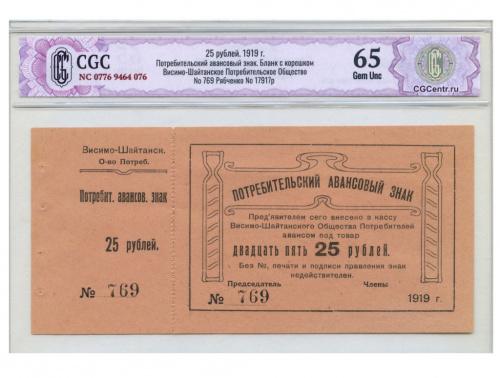 CGC
NC 0776 9464 076
25 рублей, 1919 г.
Потребительский авансовый знак. Бланк с корешком
Висимо-Шайтанское Потребительское Общество
No 769 Рябченко No 17917р
65
Gem Unc
CGC
CGCentr.ru
Висимо-Шайтанск.
О-во Потреб.
Потребит. авансов. знак
25 рублей.
№ 769
ПОТРЕБИТЕЛЬСКИЙ АВАНСОВЫЙ ЗНАК
Пред'явителем сего внесено в кассу
Висимо-Шайтанского Общества Потребителей
авансом под товар
двадцать пять 25 рублей.
Без №, печати и подписи правления знак
недействителен.
Председатель Члены
№ 769 1919 г.